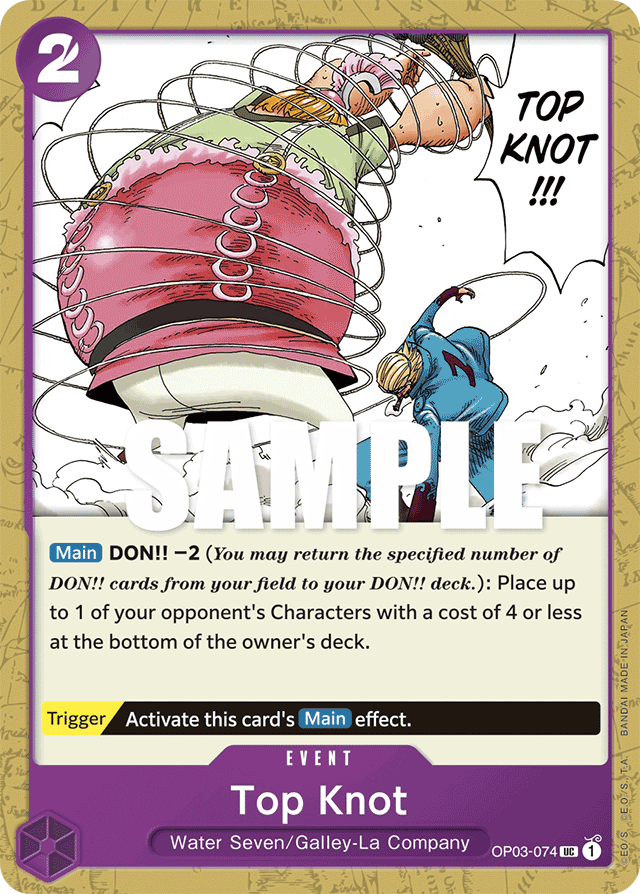 DELICIUS EIS MEER
2
TOP
KNOT
!!!
SAMPLE
Main DON!! −2 (You may return the specified number of
DON!! cards from your field to your DON!! deck.): Place up
to 1 of your opponent's Characters with a cost of 4 or less
at the bottom of the owner's deck.
Trigger Activate this card's Main effect.
EVENT
Top Knot
Water Seven/Galley-La Company
OP03-074 UC 1
©E.O/S. ©E.O./S., T.A. BANDAI MADE IN JAPAN